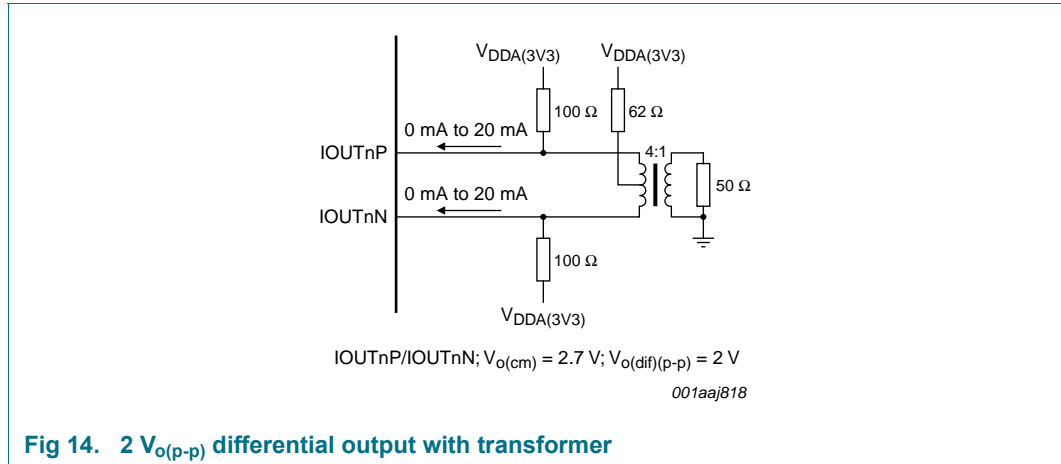 VDDA(3V3) VDDA(3V3)
100 Ω 62 Ω
0 mA to 20 mA
IOUTnP
4:1
50 Ω
0 mA to 20 mA
IOUTnN
100 Ω
VDDA(3V3)
IOUTnP/IOUTnN; Vo(cm) = 2.7 V; Vo(dif)(p-p) = 2 V
001aaj818
Fig 14. 2 Vo(p-p) differential output with transformer